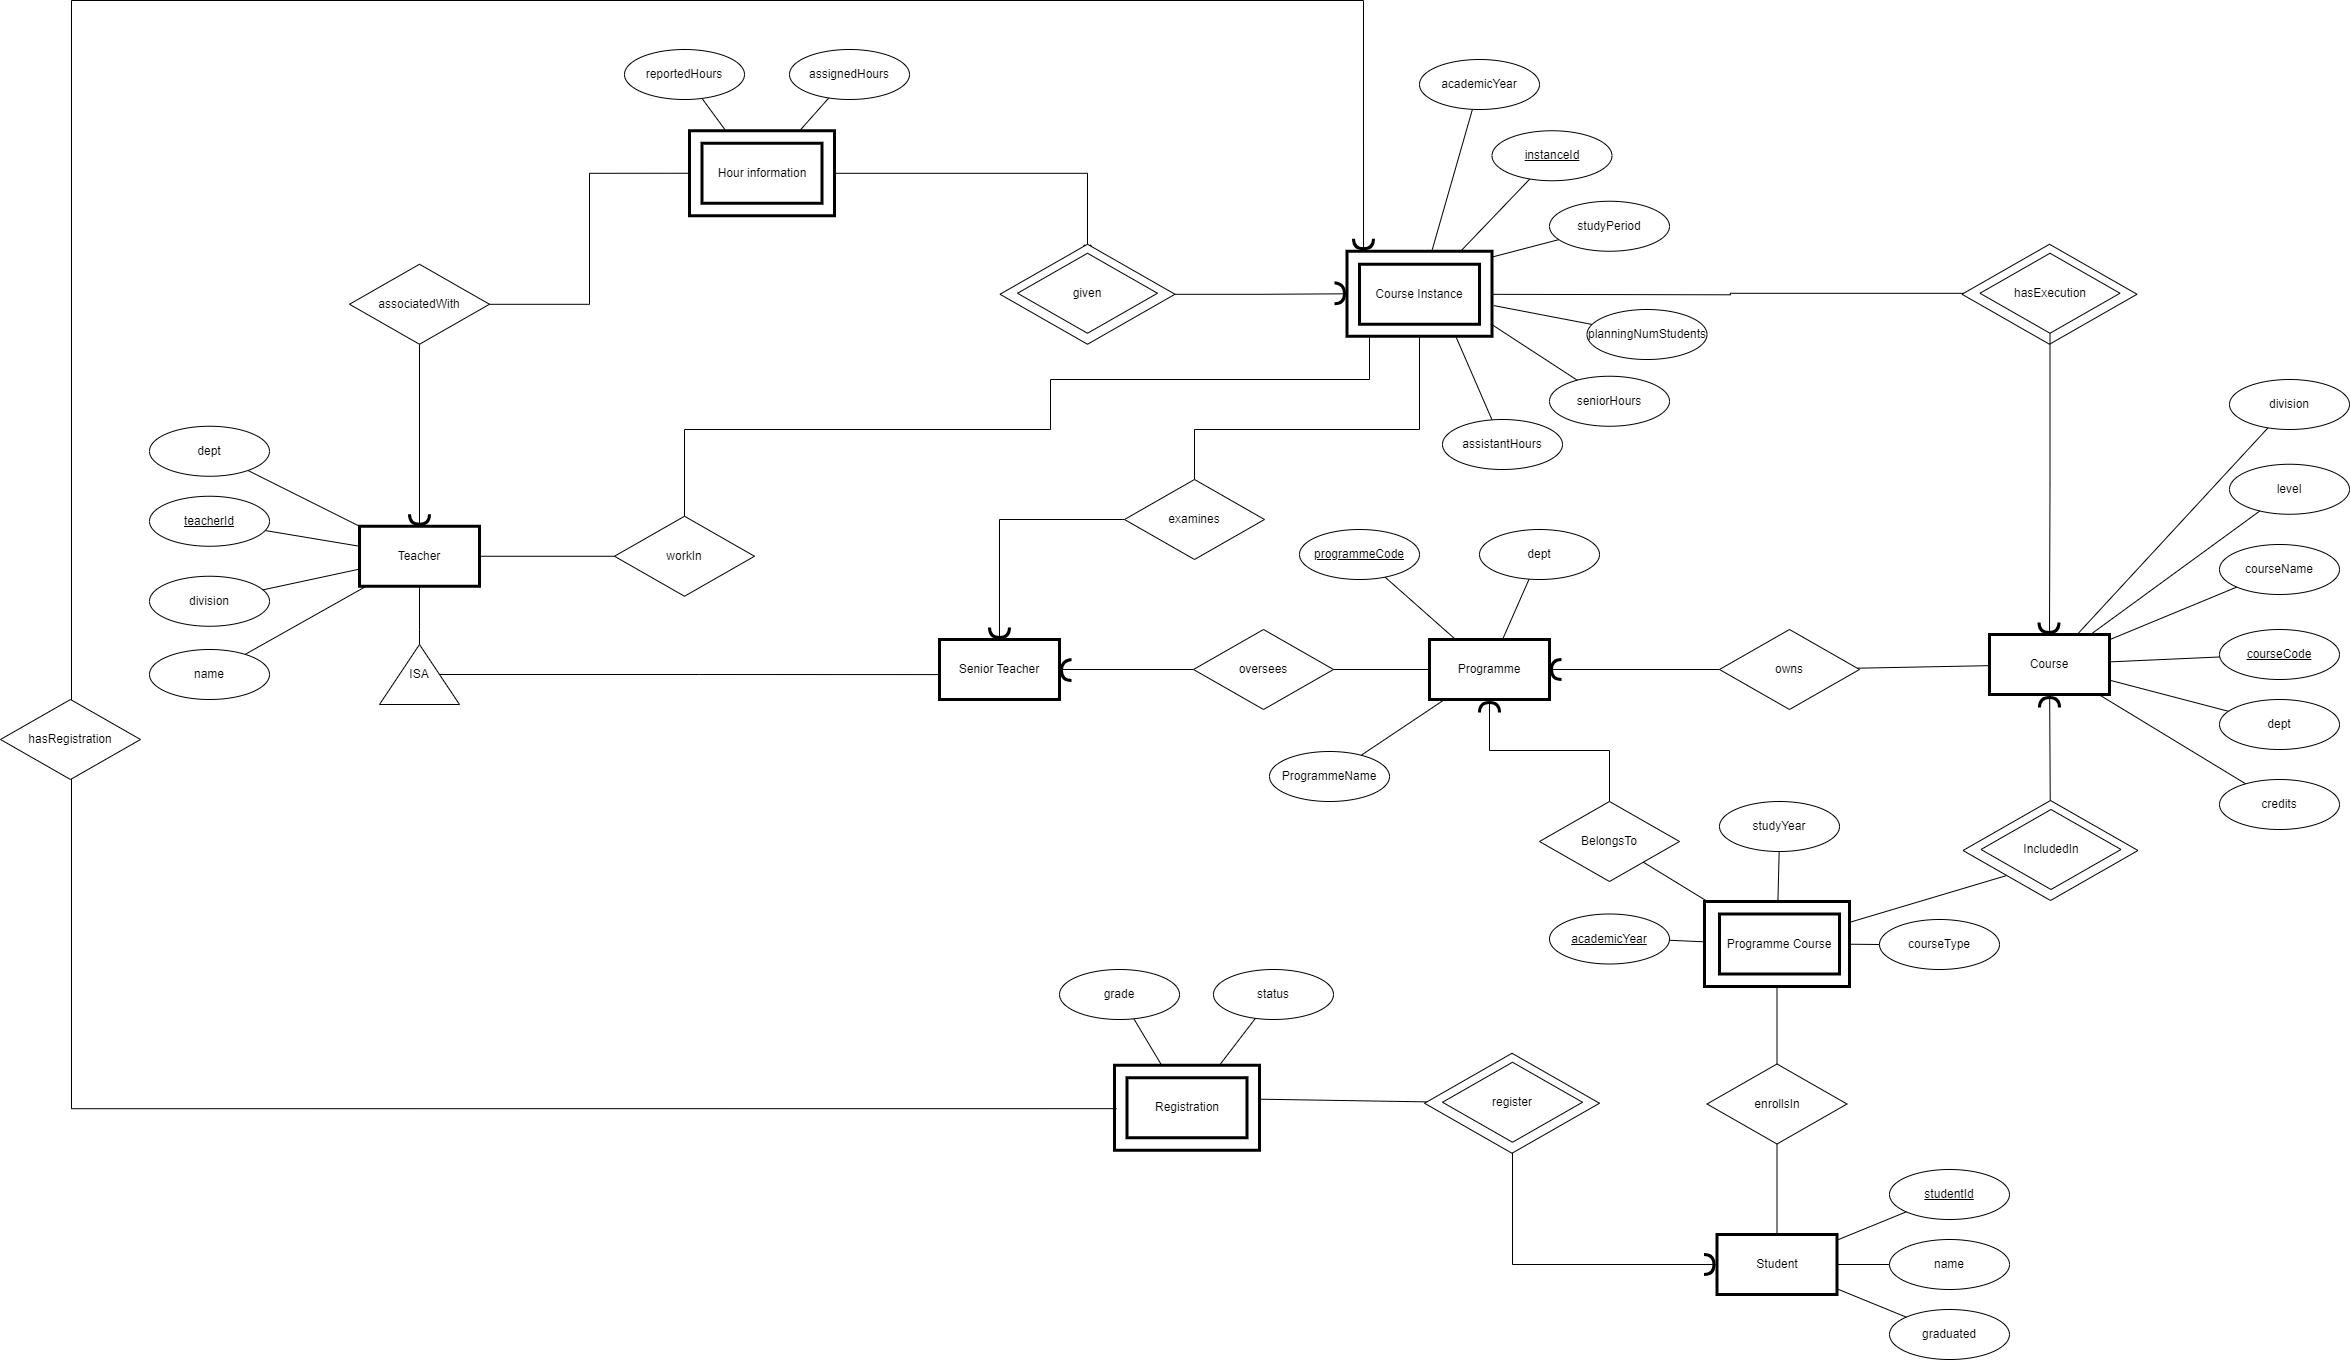 reportedHours
assignedHours
academicYear
Hour information
instanceId
studyPeriod
associatedWith
given
Course Instance
hasExecution
planningNumStudents
seniorHours
division
assistantHours
dept
level
teacherId
examines
Teacher
workIn
programmeCode
dept
courseName
division
courseCode
name
ISA
Senior Teacher
oversees
Programme
owns
Course
hasRegistration
dept
ProgrammeName
credits
studyYear
BelongsTo
IncludedIn
academicYear
Programme Course
courseType
grade
status
Registration
register
enrollsIn
studentId
Student
name
graduated